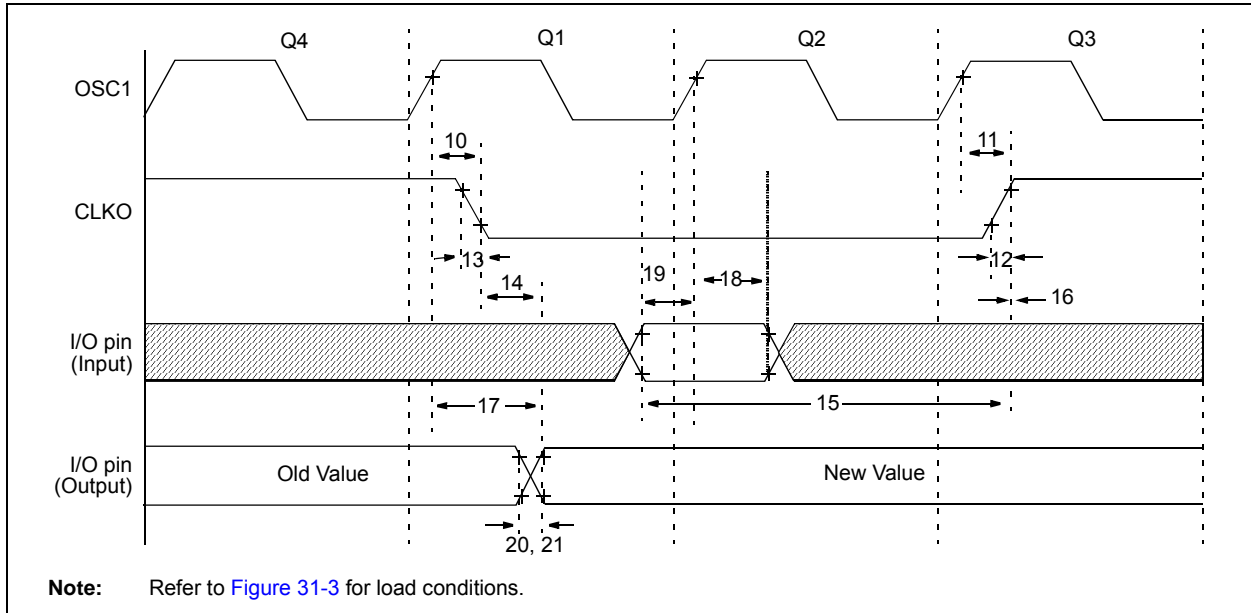 Q4 Q1 Q2 Q3
OSC1
10 11
CLKO
13 12
14 19 18
16
I/O pin
(Input)
17 15
I/O pin
(Output)
Old Value New Value
20, 21
Note: Refer to Figure 31-3 for load conditions.